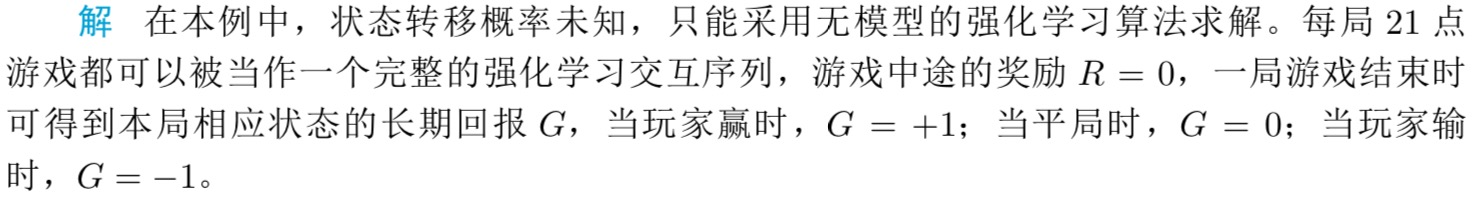 解 在本例中，状态转移概率未知，只能采用无模型的强化学习算法求解。每局 21 点
游戏都可以被当作一个完整的强化学习交互序列，游戏中途的奖励 R = 0，一局游戏结束时
可得到本局相应状态的长期回报 G，当玩家赢时，G = +1；当平局时，G = 0；当玩家输
时，G = −1。